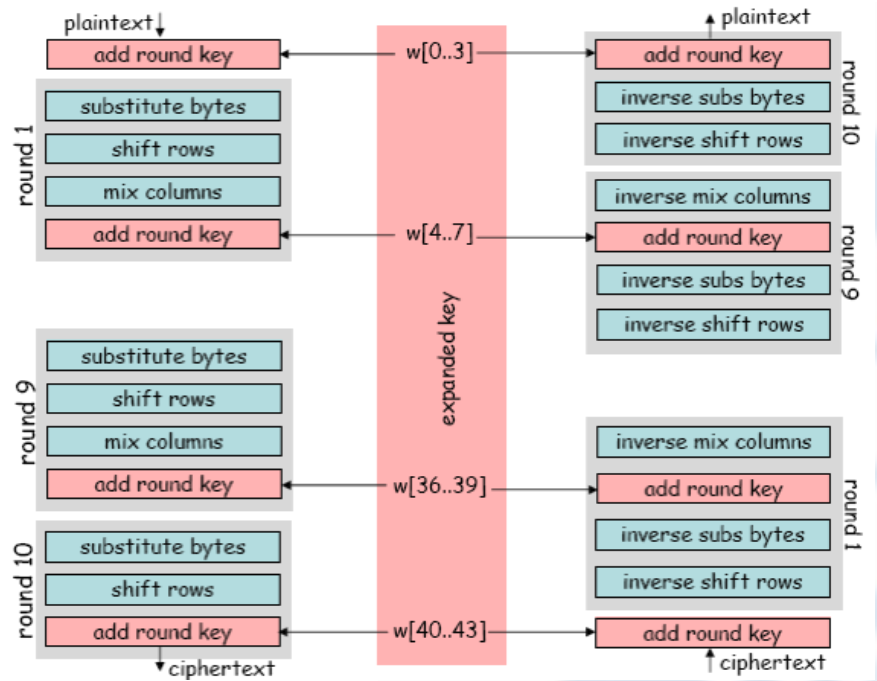 plaintext
add round key
round 1
substitute bytes
shift rows
mix columns
add round key
round 9
substitute bytes
shift rows
mix columns
add round key
round 10
substitute bytes
shift rows
add round key
ciphertext
w[0..3]
w[4..7]
expanded key
w[36..39]
w[40..43]
plaintext
add round key
inverse subs bytes
inverse shift rows
round 10
inverse mix columns
add round key
inverse subs bytes
inverse shift rows
round 9
inverse mix columns
add round key
inverse subs bytes
inverse shift rows
round 1
add round key
ciphertext